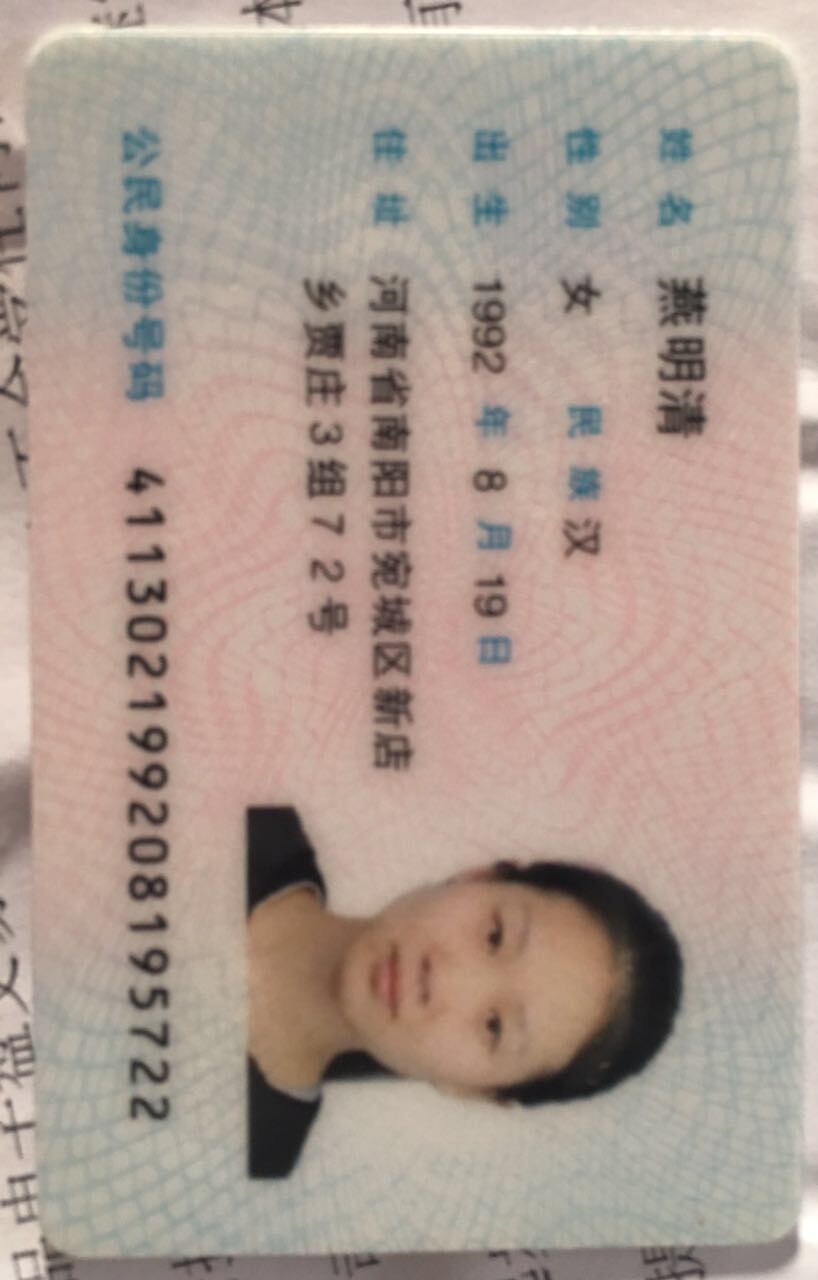 姓名 燕明清
性别 女 民族 汉
出生 1992 年 8 月 19 日
住址 河南省南阳市宛城区新店
乡贾庄3组72号
公民身份号码 411302199208195722